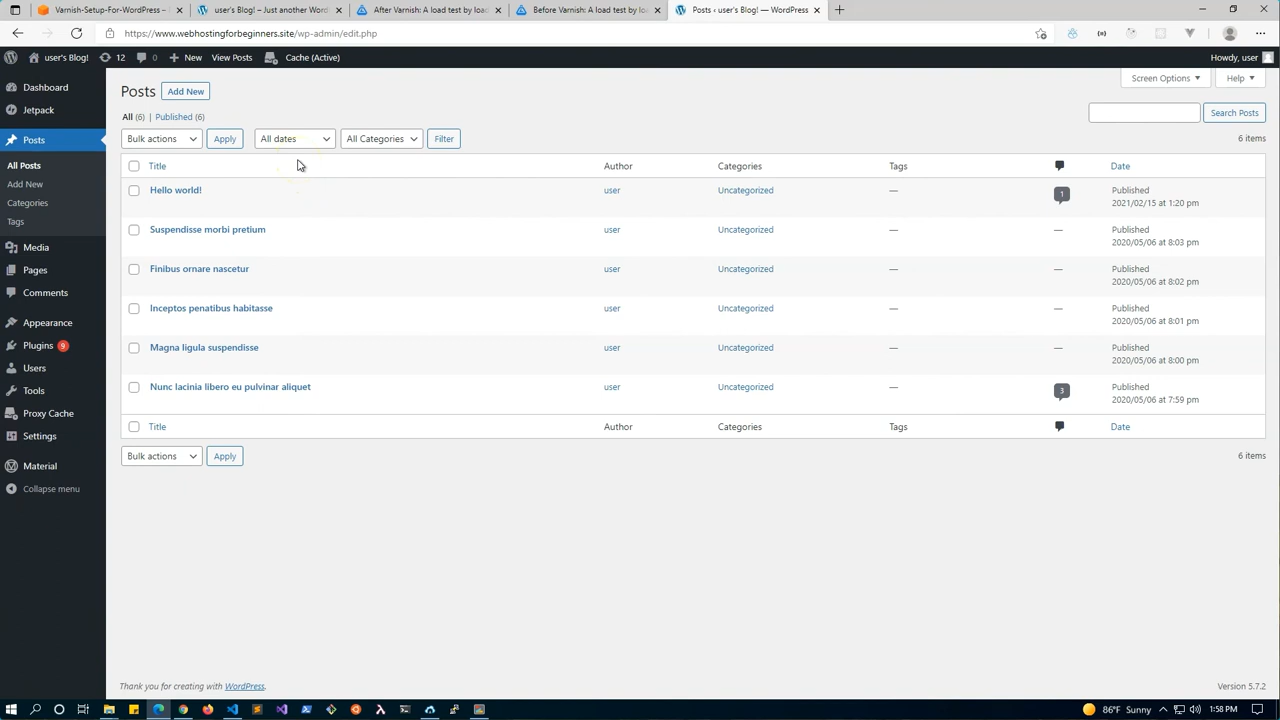 Varnish-Setup-For-WordPress –
user's Blog! – Just another Word
After Varnish: A load test by load
Before Varnish: A load test by loa
Posts ‹ user's Blog! — WordPress
https://www.webhostingforbeginners.site/wp-admin/edit.php
user's Blog!
12
0
New
View Posts
Cache (Active)
Howdy, user
Dashboard
Jetpack
Posts
All Posts
Add New
Categories
Tags
Media
Pages
Comments
Appearance
Plugins 9
Users
Tools
Proxy Cache
Settings
Material
Collapse menu
Posts
Add New
Screen Options
Help
All (6) | Published (6)
Search Posts
Bulk actions
Apply
All dates
All Categories
Filter
6 items
Title Author Categories Tags Date
Hello world! user Uncategorized — 1 Published
2021/02/15 at 1:20 pm
Suspendisse morbi pretium user Uncategorized — — Published
2020/05/06 at 8:03 pm
Finibus ornare nascetur user Uncategorized — — Published
2020/05/06 at 8:02 pm
Inceptos penatibus habitasse user Uncategorized — — Published
2020/05/06 at 8:01 pm
Magna ligula suspendisse user Uncategorized — — Published
2020/05/06 at 8:00 pm
Nunc lacinia libero eu pulvinar aliquet user Uncategorized — 3 Published
2020/05/06 at 7:59 pm
Title Author Categories Tags Date
Bulk actions
Apply
6 items
Thank you for creating with WordPress.
Version 5.7.2
86°F Sunny
1:58 PM